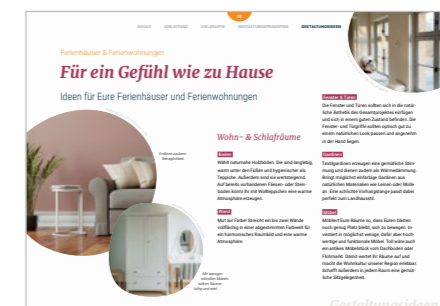 14
INHALT EINLEITUNG ZIELGRUPPE GESTALTUNGSPRINZIPIEN GESTALTUNGSIDEEN
Ferienhäuser & Ferienwohnungen
Für ein Gefühl wie zu Hause
Ideen für Eure Ferienhäuser und Ferienwohnungen
Wohn- & Schlafräume
Böden
Wählt naturnahe Holzböden. Die sind langlebig,
warm unter den Füßen und hygienischer als
Teppiche. Außerdem sind sie wertsteigernd.
Auf bereits vorhandenen Fliesen- oder Stein-
böden könnt Ihr mit Wollteppichen eine warme
Atmosphäre erzeugen.
Wand
Mut zur Farbe! Streicht ein bis zwei Wände
vollflächig in einer abgestimmten Farbwelt für
ein harmonisches Raumbild und eine warme
Atmosphäre.
Fenster & Türen
Die Fenster und Türen sollten sich in die natür-
liche Ästhetik des Gesamtprojektes einfügen
und sich in einem guten Zustand befinden. Die
Fenster- und Türgriffe sollten optisch gut zu
einem natürlichen Look passen und angenehm
in der Hand liegen.
Gardinen
Textilgardinen erzeugen eine gemütliche Stim-
mung und dienen zudem als Wärmedämmung.
Bringt möglichst einfarbige Gardinen aus
natürlichen Materialien wie Leinen oder Wolle
an. Eine schlichte Vorhangstange passt dabei
perfekt zum Landhausstil.
Möbel
Möbliert Eure Räume so, dass Euren Gästen
noch genug Platz bleibt, sich zu bewegen. In-
vestiert in möglichst wenige, dafür aber hoch-
wertige und funktionale Möbel. Toll wäre auch
ein antikes Möbelstück vom Dachboden oder
Flohmarkt. Damit wertet Ihr Räume auf und
macht die Wohnkultur unserer Region erlebbar.
Schafft außerdem in jedem Raum eine gemüt-
liche Sitzgelegenheit.
Gestaltungsideen